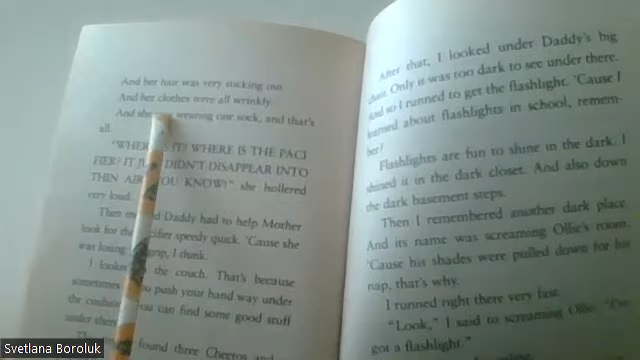 And her hair was very sticking out.
And her clothes were all wrinkly.
And she wearing one sock, and that's
all.
"WHERE IS IT? WHERE IS THE PACI
FIER? IT DIDN'T DISAPPEAR INTO
THIN AIR YOU KNOW!" she hollered
very loud.
Then me and Daddy had to help Mother
look for the pacifier speedy quick. 'Cause she
was losing grip, I think.
I looked the couch. That's because
sometimes you push your hand way under
the cushions you can find some good stuff
under there
found three Cheetos and
After that, I looked under Daddy's big
chair. Only it was too dark to see under there.
And so I runned to get the flashlight. 'Cause I
learned about flashlights in school, remem-
ber?
Flashlights are fun to shine in the dark. I
shined it in the dark closet. And also down
the dark basement steps.
Then I remembered another dark place.
And its name was screaming Ollie's room.
'Cause his shades were pulled down for his
nap, that's why.
I runned right there very fast.
"Look," I said to screaming Ollie. "I've
got a flashlight."
Svetlana Boroluk